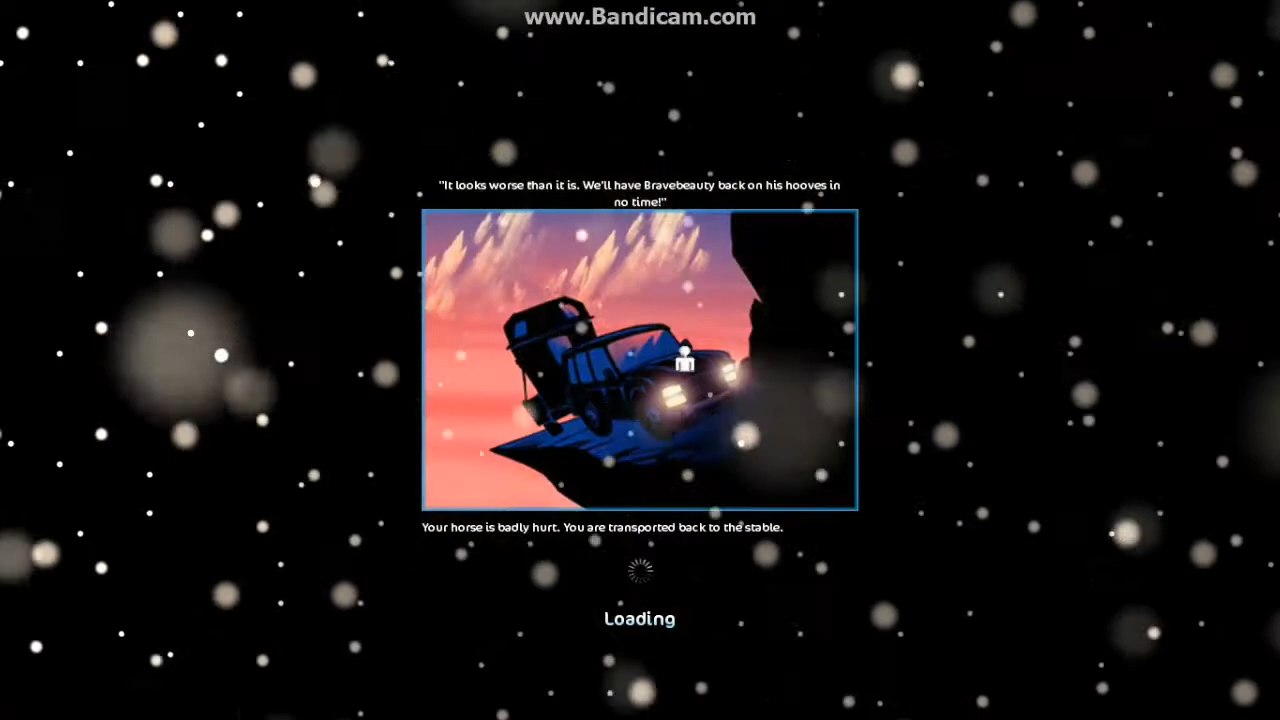 www.Bandicam.com
"It looks worse than it is. We'll have Bravebeauty back on his hooves in
no time!"
Your horse is badly hurt. You are transported back to the stable.
Loading